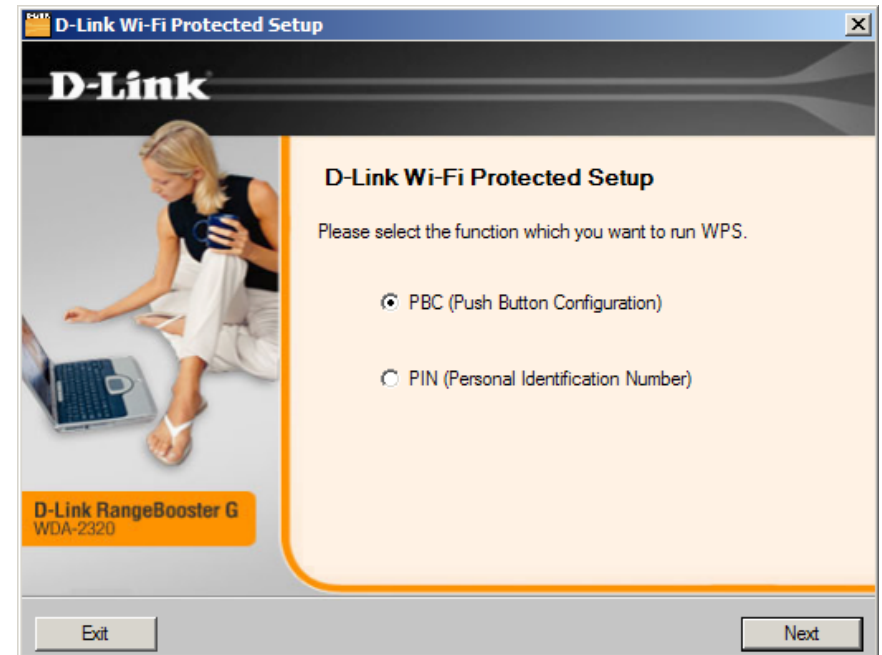 D-Link Wi-Fi Protected Setup
D-Link
D-Link Wi-Fi Protected Setup
Please select the function which you want to run WPS.
PBC (Push Button Configuration)
PIN (Personal Identification Number)
D-Link RangeBooster G
WDA-2320
Exit
Next